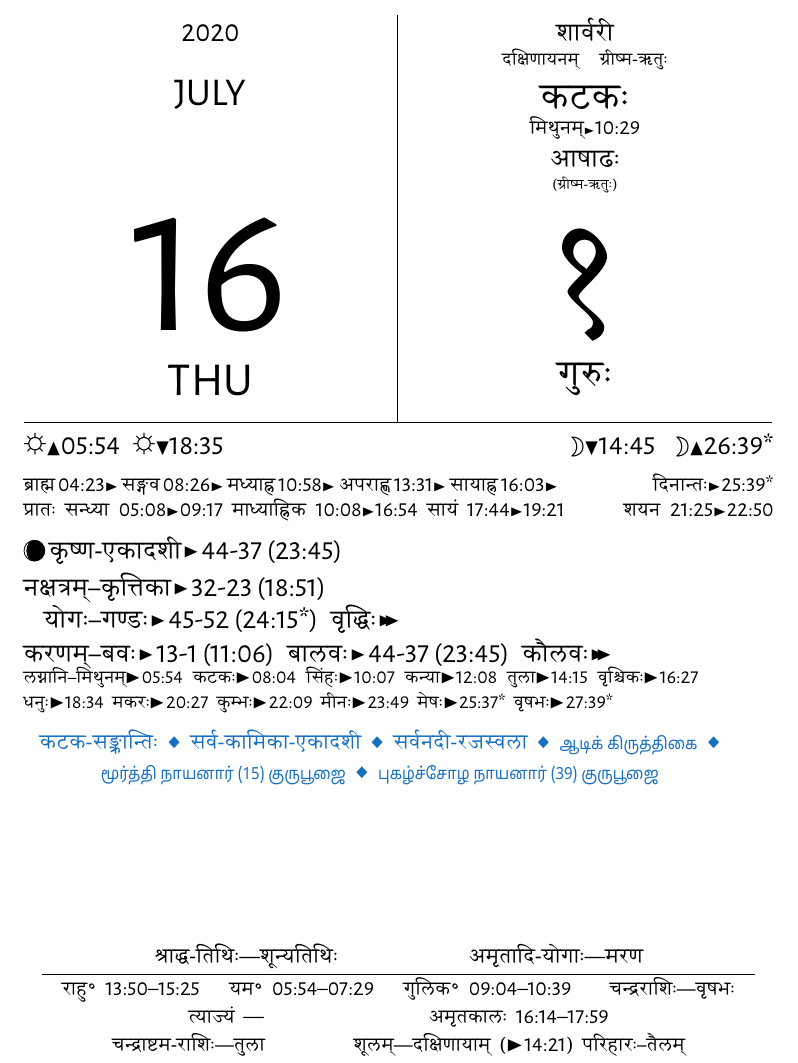 2020
JULY
16
THU
शार्वरी
दक्षिणायनम् ग्रीष्म-ऋतुः
कटकः
मिथुनम्►10:29
आषाढः
(ग्रीष्म-ऋतुः)
१
गुरुः
☼▲05:54 ☼▼18:35 ☽▼14:45 ☽▲26:39*
ब्राह्म 04:23► सङ्गव 08:26► मध्याह्न 10:58► अपराह्ण 13:31► सायाह्न 16:03► दिनान्तः►25:39*
प्रातः सन्ध्या 05:08►09:17 माध्याह्निक 10:08►16:54 सायं 17:44►19:21 शयन 21:25►22:50
कृष्ण-एकादशी►44-37 (23:45)
नक्षत्रम्–कृत्तिका►32-23 (18:51)
योगः–गण्डः►45-52 (24:15*) वृद्धिः►►
करणम्–बवः►13-1 (11:06) बालवः►44-37 (23:45) कौलवः►►
लग्नानि–मिथुनम्►05:54 कटकः►08:04 सिंहः►10:07 कन्या►12:08 तुला►14:15 वृश्चिकः►16:27
धनुः►18:34 मकरः►20:27 कुम्भः►22:09 मीनः►23:49 मेषः►25:37* वृषभः►27:39*
कटक-सङ्क्रान्तिः ◆ सर्व-कामिका-एकादशी ◆ सर्वनदी-रजस्वला ◆ ஆடிக் கிருத்திகை ◆
மூர்த்தி நாயனார் (15) குருபூஜை ◆ புகழ்ச்சோழ நாயனார் (39) குருபூஜை
श्राद्ध-तिथिः—शून्यतिथिः अमृतादि-योगाः—मरण
राहु° 13:50–15:25 यम° 05:54–07:29 गुलिक° 09:04–10:39 चन्द्रराशिः—वृषभः
त्याज्यं — अमृतकालः 16:14–17:59
चन्द्राष्टम-राशिः—तुला शूलम्—दक्षिणायाम् (►14:21) परिहारः–तैलम्